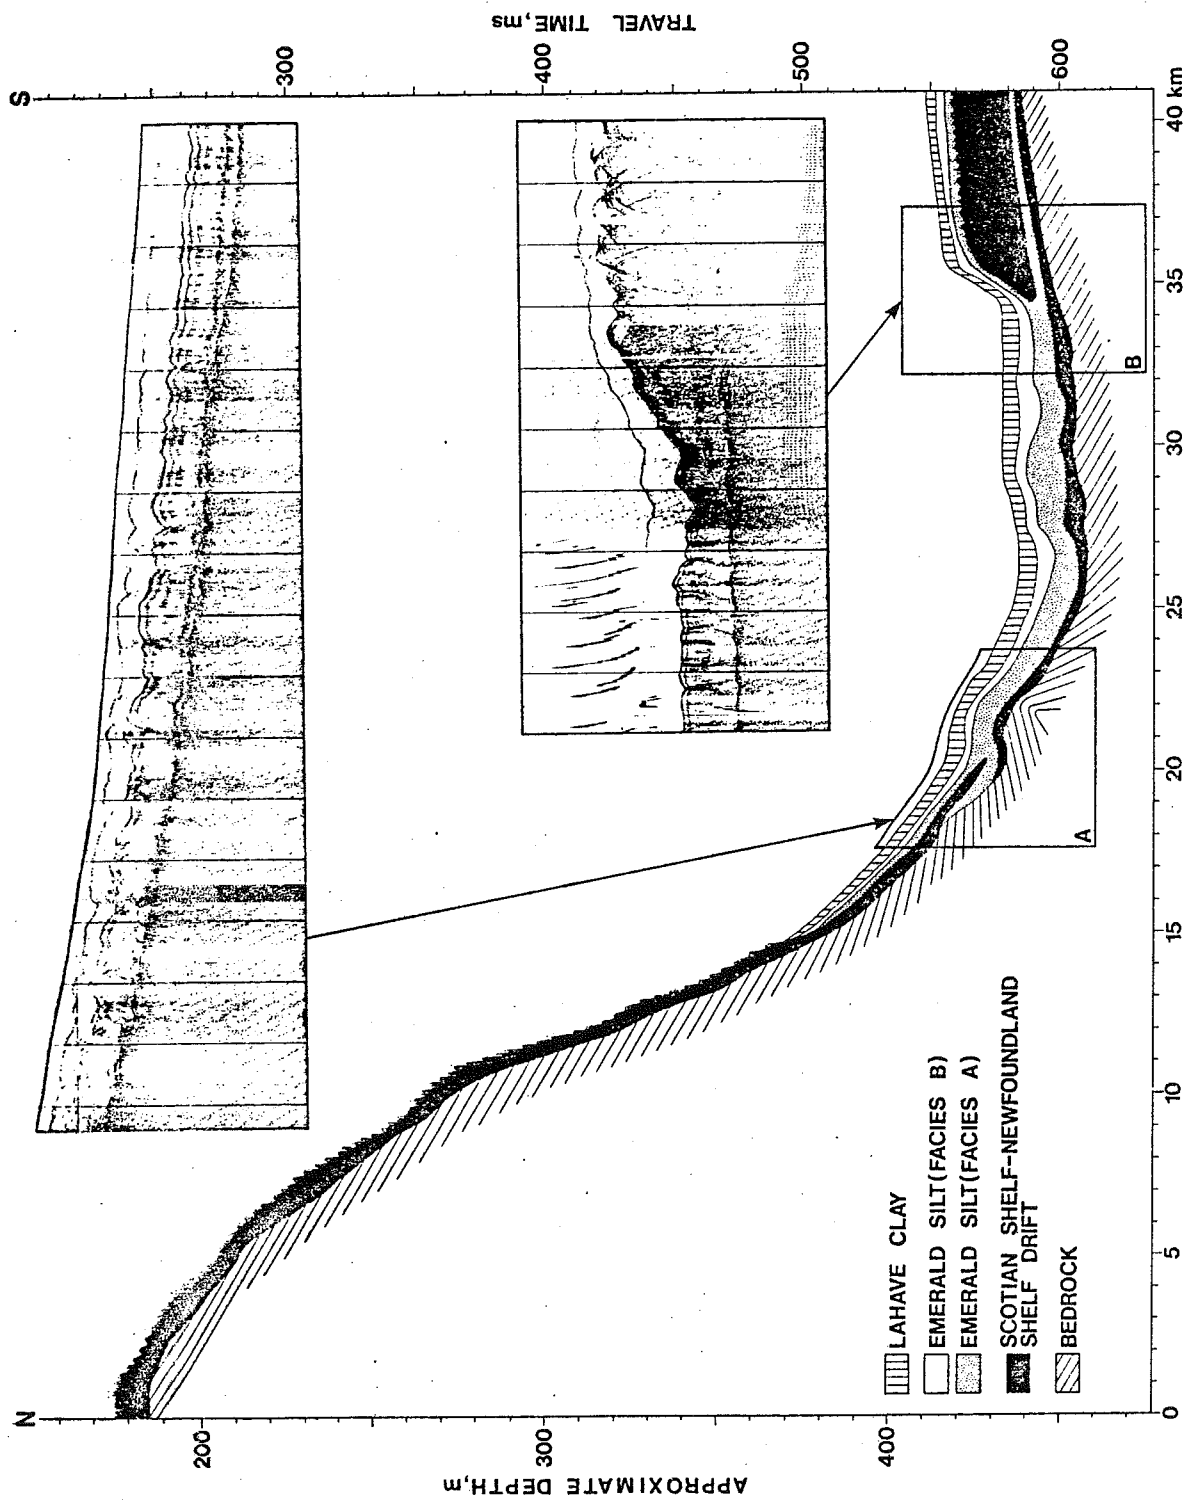 N
S
APPROXIMATE DEPTH, m
200
300
400
TRAVEL TIME, ms
300
400
500
600
A
B
LAHAVE CLAY
EMERALD SILT(FACIES B)
EMERALD SILT(FACIES A)
SCOTIAN SHELF-NEWFOUNDLAND
SHELF DRIFT
BEDROCK
0
5
10
15
20
25
30
35
40 km